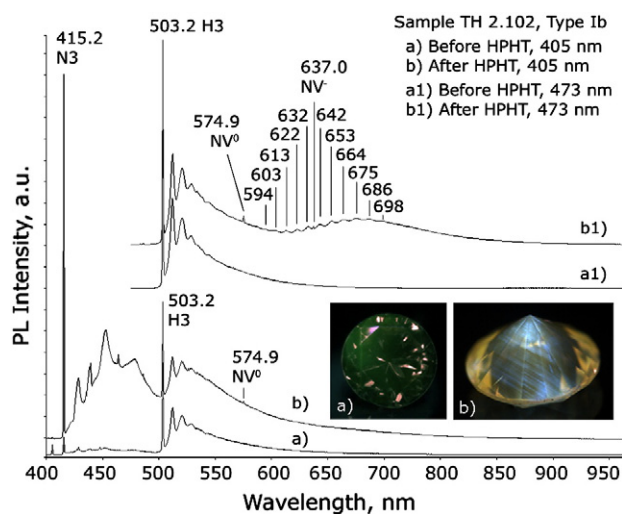 415.2
N3
503.2 H3
Sample TH 2.102, Type Ib
a) Before HPHT, 405 nm
b) After HPHT, 405 nm
a1) Before HPHT, 473 nm
b1) After HPHT, 473 nm
637.0
NV-
574.9
NV⁰
594
603
613
622
632
642
653
664
675
686
698
b1)
a1)
503.2
H3
574.9
NV⁰
b)
a)
a)
b)
PL Intensity, a.u.
400 450 500 550 600 650 700 750 800 850 900 950
Wavelength, nm